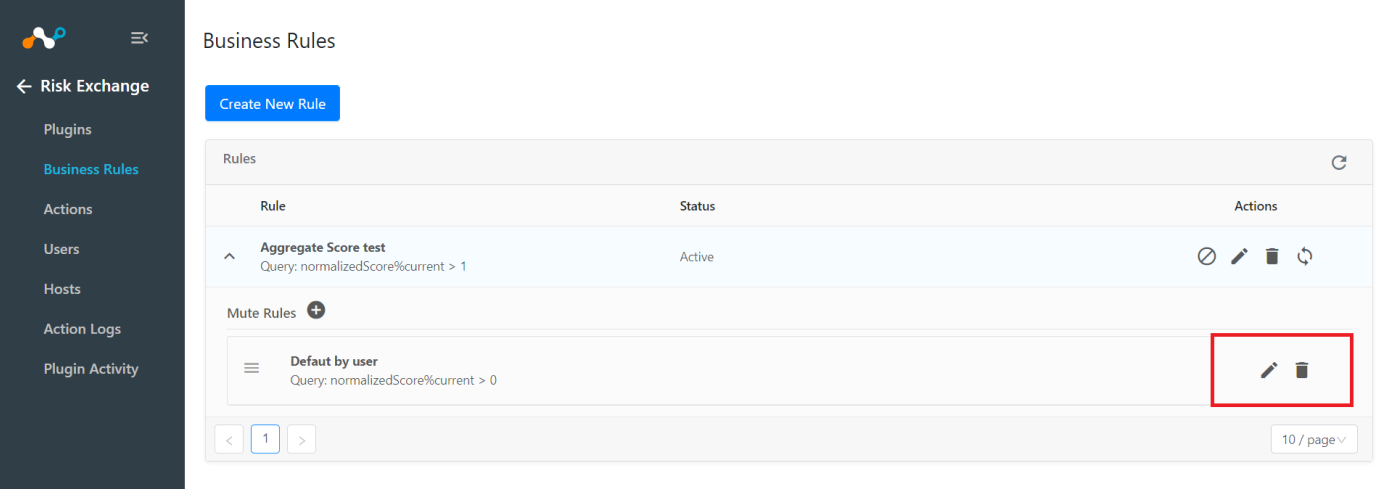 Business Rules
Risk Exchange
Plugins
Business Rules
Actions
Users
Hosts
Action Logs
Plugin Activity
Create New Rule
Rules
Rule Status Actions
Aggregate Score test
Query: normalizedScore%current > 1
Active
Mute Rules
Defaut by user
Query: normalizedScore%current > 0
< 1 >
10 / page